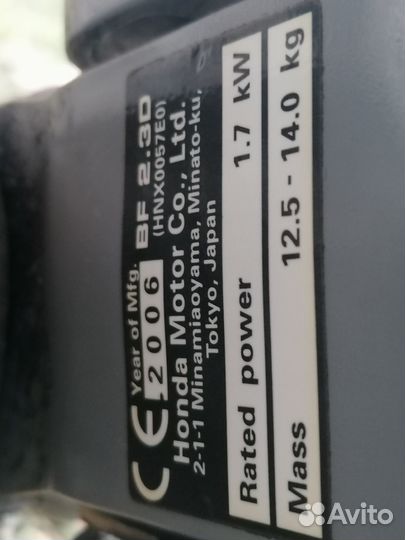 CE Year of Mfg. BF 2.3D
2006 (HNX0057E0)
Honda Motor Co., Ltd.
2-1-1 Minamiaoyama, Minato-ku,
Tokyo, Japan
Rated power 1.7 kW
Mass 12.5 - 14.0 kg
Avito